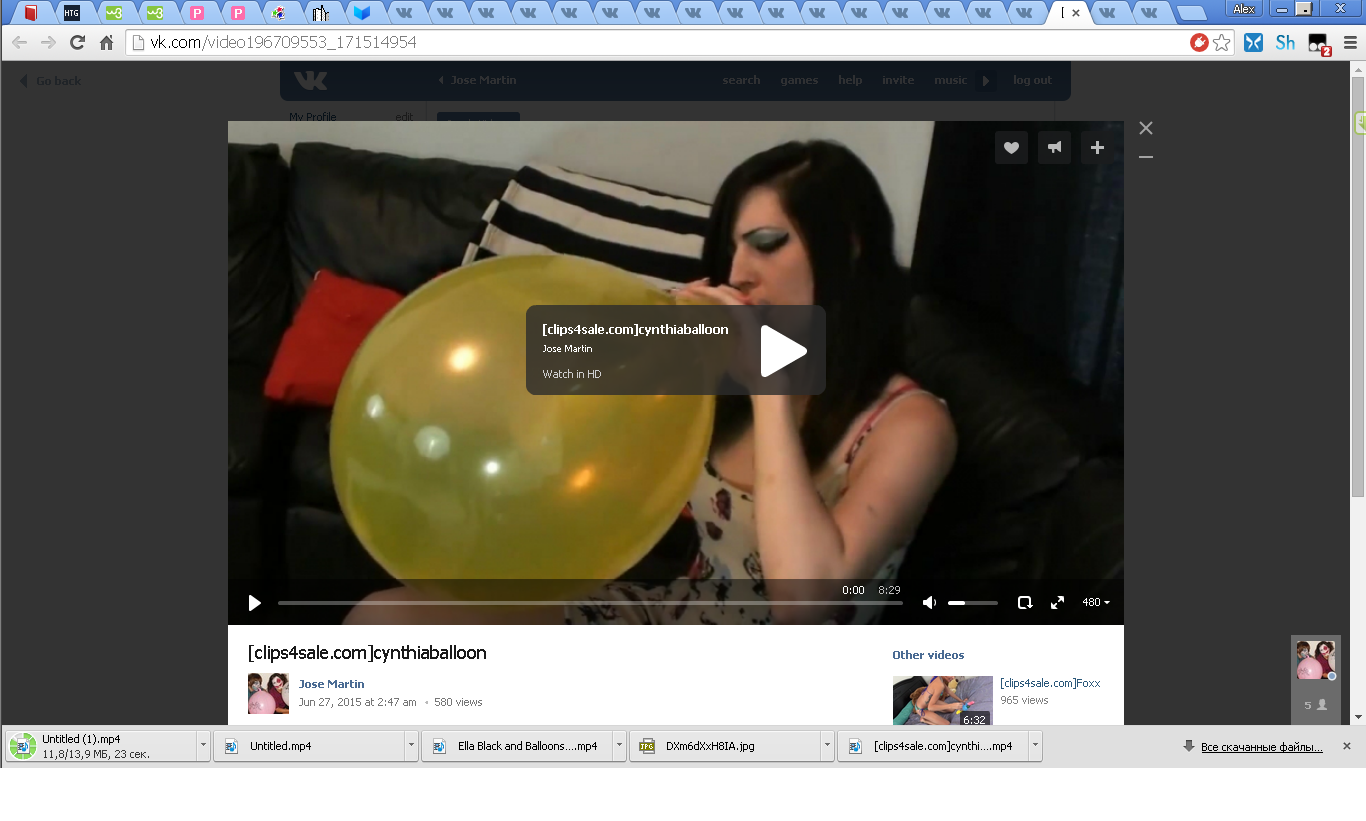 HTG
P
P
[
Alex
vk.com/video196709553_171514954
Sh
2
Go back
Jose Martin
search
games
help
invite
music
log out
My Profile
edit
[clips4sale.com]cynthiaballoon
Jose Martin
Watch in HD
0:00
8:29
480
[clips4sale.com]cynthiaballoon
Jose Martin
Jun 27, 2015 at 2:47 am
580 views
Other videos
[clips4sale.com]Foxx
965 views
6:32
5
Untitled (1).mp4
11,8/13,9 МБ, 23 сек.
Untitled.mp4
Ella Black and Balloons....mp4
JPG
DXm6dXxH8IA.jpg
[clips4sale.com]cynthi....mp4
Все скачанные файлы...